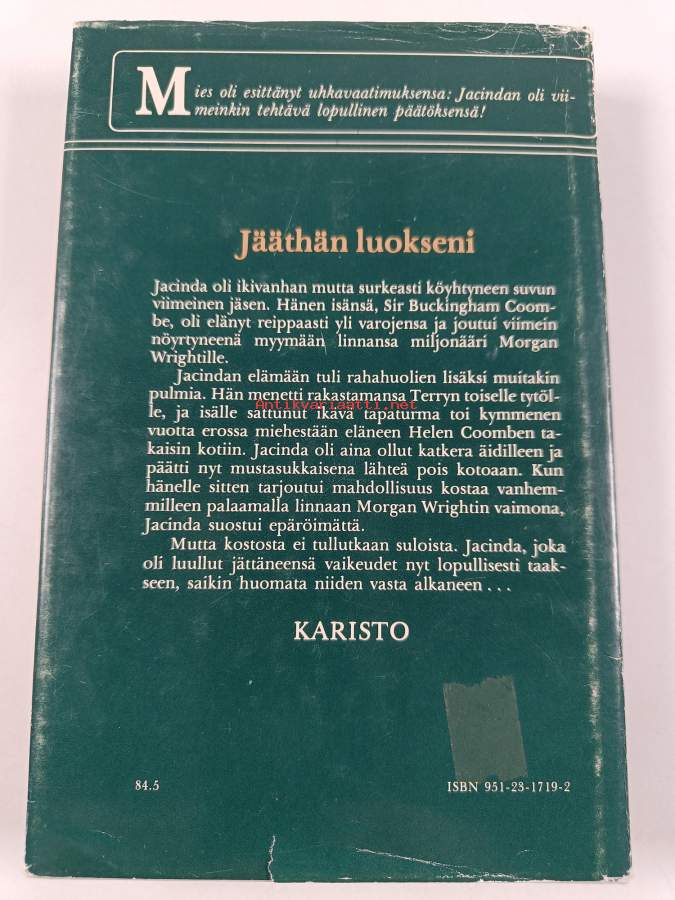 Mies oli esittänyt uhkavaatimuksensa: Jacindan oli vii-
meinkin tehtävä lopullinen päätöksensä!
Jääthän luokseni
Jacinda oli ikivanhan mutta surkeasti köyhtyneen suvun
viimeinen jäsen. Hänen isänsä, Sir Buckingham Coom-
be, oli elänyt reippaasti yli varojensa ja joutui viimein
nöyrtyneenä myymään linnansa miljonääri Morgan
Wrightille.
Jacindan elämään tuli rahahuolien lisäksi muitakin
pulmia. Hän menetti rakastamansa Terryn toiselle tytöl-
Antikvariaatti.net
le, ja isälle sattunut ikävä tapaturma toi kymmenen
vuotta erossa miehestään eläneen Helen Coomben ta-
kaisin kotiin. Jacinda oli aina ollut katkera äidilleen ja
päätti nyt mustasukkaisena lähteä pois kotoaan. Kun
hänelle sitten tarjoutui mahdollisuus kostaa vanhem-
milleen palaamalla linnaan Morgan Wrightin vaimona,
Jacinda suostui epäröimättä.
Mutta kostosta ei tullutkaan suloista. Jacinda, joka
oli luullut jättäneensä vaikeudet nyt lopullisesti taak-
seen, saikin huomata niiden vasta alkaneen . . .
KARISTO
84.5
ISBN 951-23-1719-2